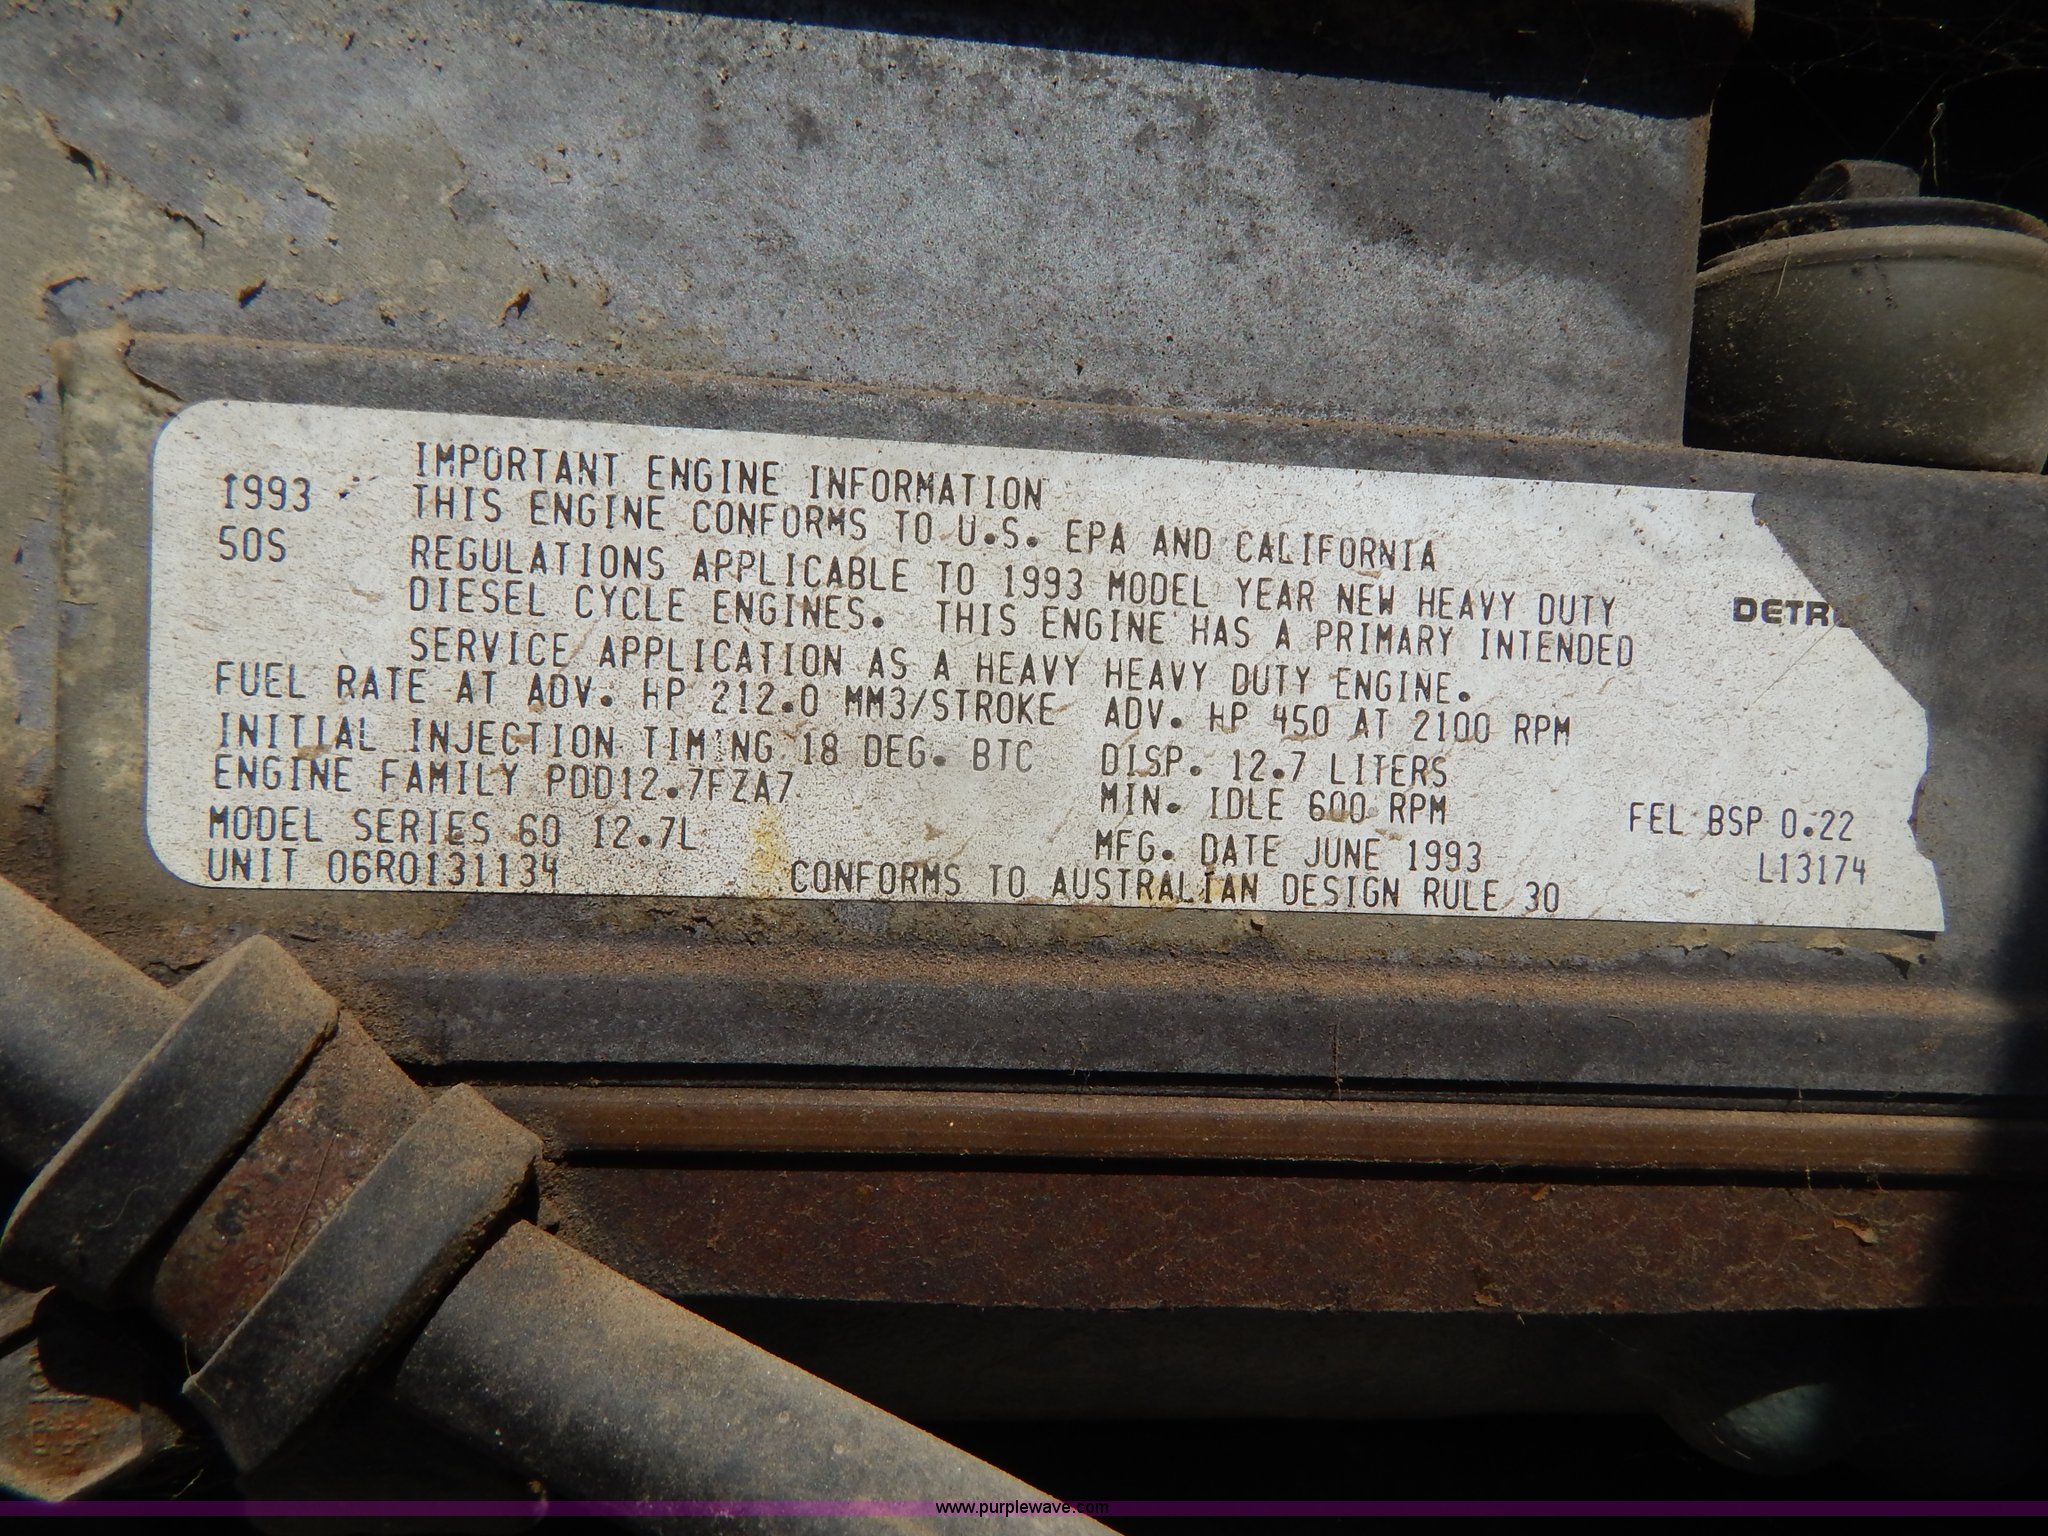 1993
50S
IMPORTANT ENGINE INFORMATION
THIS ENGINE CONFORMS TO U.S. EPA AND CALIFORNIA
REGULATIONS APPLICABLE TO 1993 MODEL YEAR NEW HEAVY DUTY
DIESEL CYCLE ENGINES. THIS ENGINE HAS A PRIMARY INTENDED
SERVICE APPLICATION AS A HEAVY HEAVY DUTY ENGINE.
DETR
FUEL RATE AT ADV. HP 212.0 MM3/STROKE ADV. HP 450 AT 2100 RPM
INITIAL INJECTION TIMING 18 DEG. BTC DISP. 12.7 LITERS
ENGINE FAMILY PDD12.7FZA7 MIN. IDLE 600 RPM FEL BSP 0.22
MODEL SERIES 60 12.7L MFG. DATE JUNE 1993 L13174
UNIT 06R0131134 CONFORMS TO AUSTRALIAN DESIGN RULE 30
www.purplewave.com